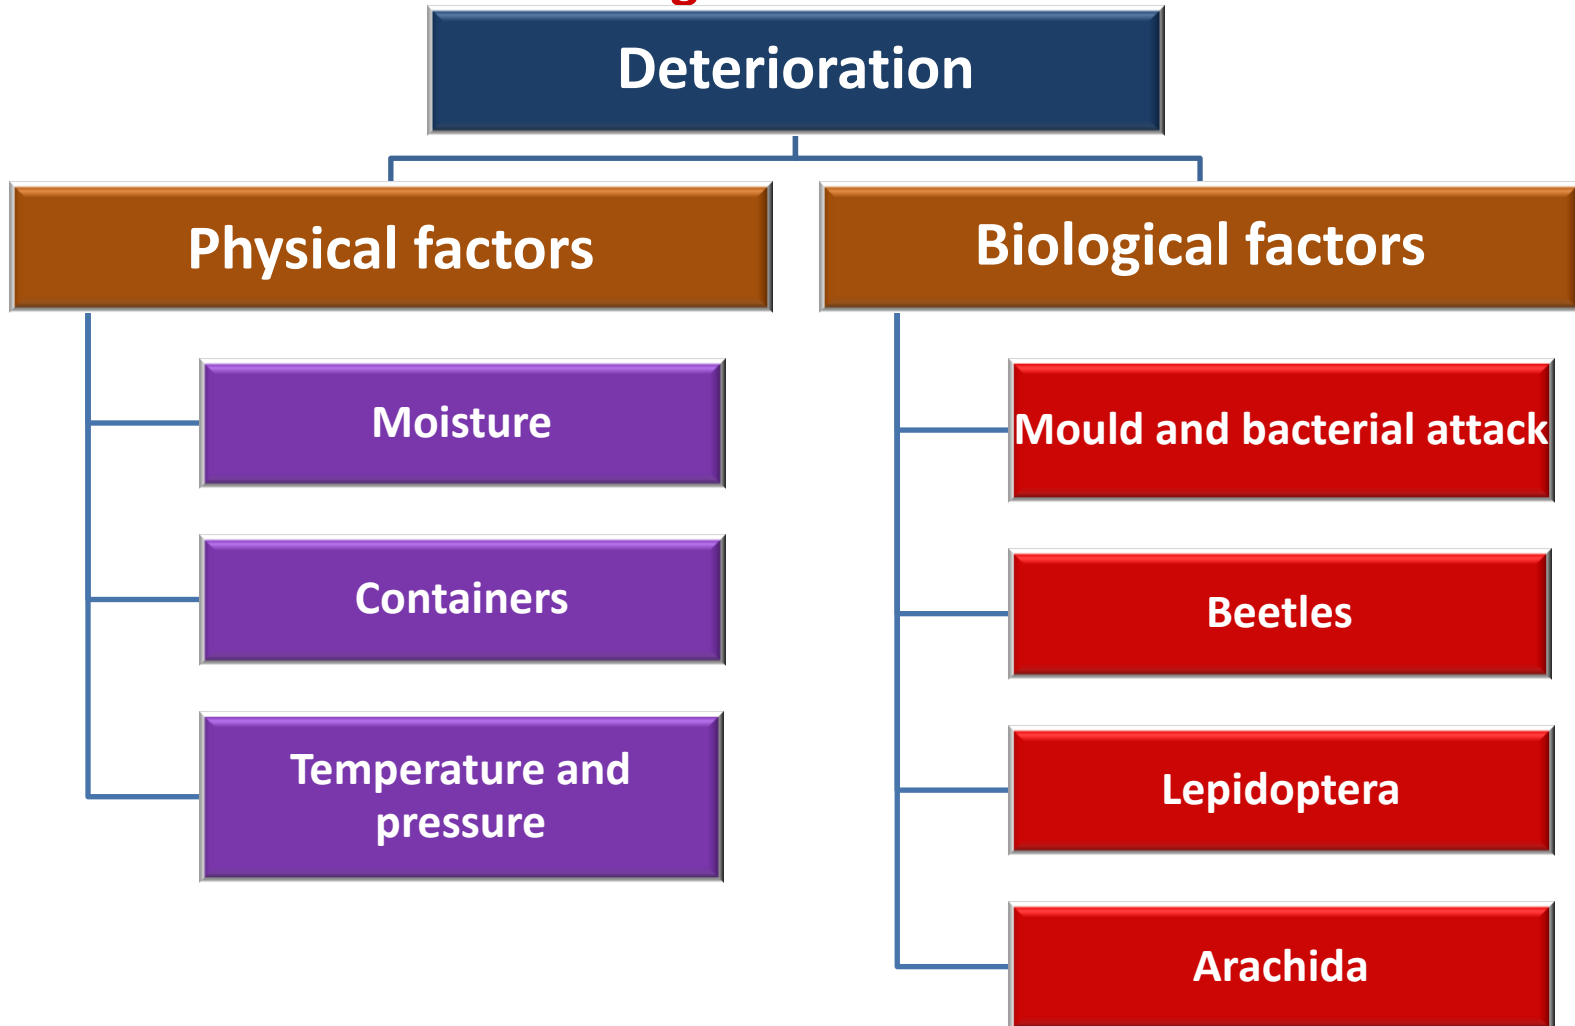 Deterioration
Physical factors
Biological factors
Moisture
Containers
Temperature and
pressure
Mould and bacterial attack
Beetles
Lepidoptera
Arachida